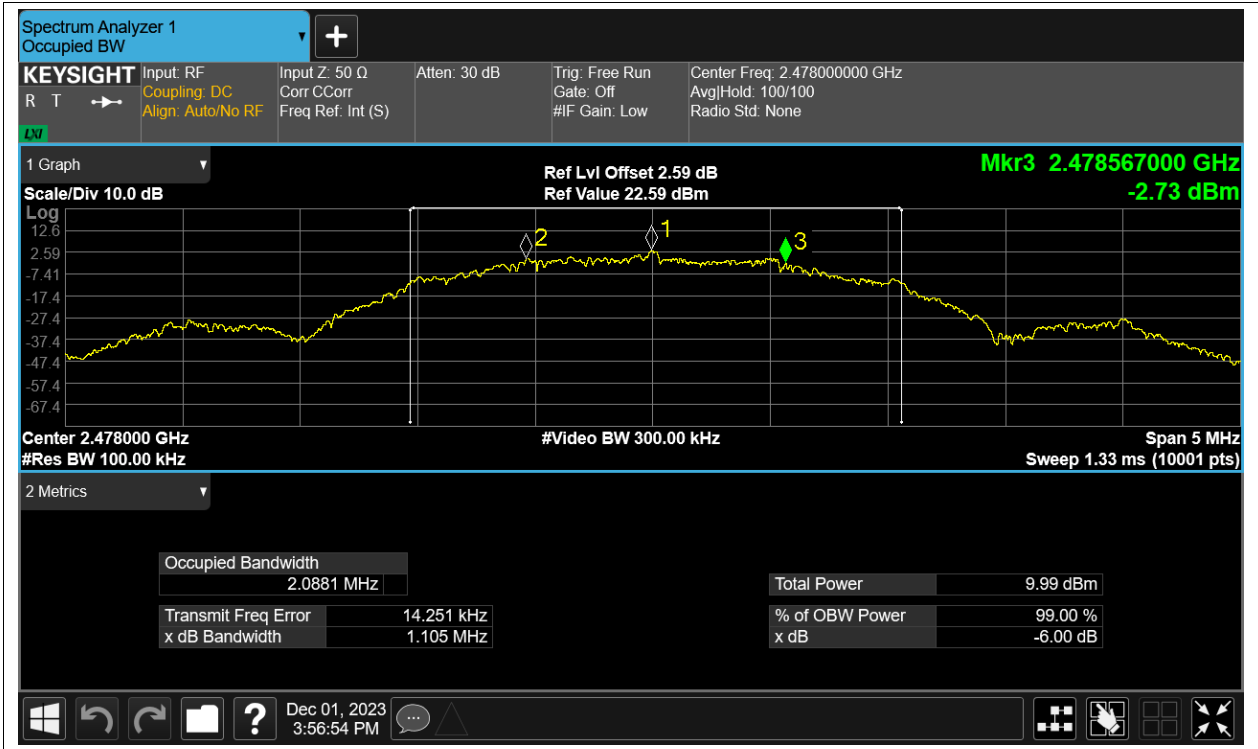 Spectrum Analyzer 1
Occupied BW
KEYSIGHT
R T
LXI
Input: RF
Coupling: DC
Align: Auto/No RF
Input Z: 50 Ω
Corr CCorr
Freq Ref: Int (S)
Atten: 30 dB
Trig: Free Run
Gate: Off
#IF Gain: Low
Center Freq: 2.478000000 GHz
Avg|Hold: 100/100
Radio Std: None
1 Graph
Scale/Div 10.0 dB
Ref Lvl Offset 2.59 dB
Ref Value 22.59 dBm
Mkr3 2.478567000 GHz
-2.73 dBm
Log
12.6
2.59
-7.41
-17.4
-27.4
-37.4
-47.4
-57.4
-67.4
2
1
3
Center 2.478000 GHz
#Res BW 100.00 kHz
#Video BW 300.00 kHz
Span 5 MHz
Sweep 1.33 ms (10001 pts)
2 Metrics
Occupied Bandwidth
2.0881 MHz
Transmit Freq Error 14.251 kHz
x dB Bandwidth 1.105 MHz
Total Power 9.99 dBm
% of OBW Power 99.00 %
x dB -6.00 dB
?
Dec 01, 2023
3:56:54 PM